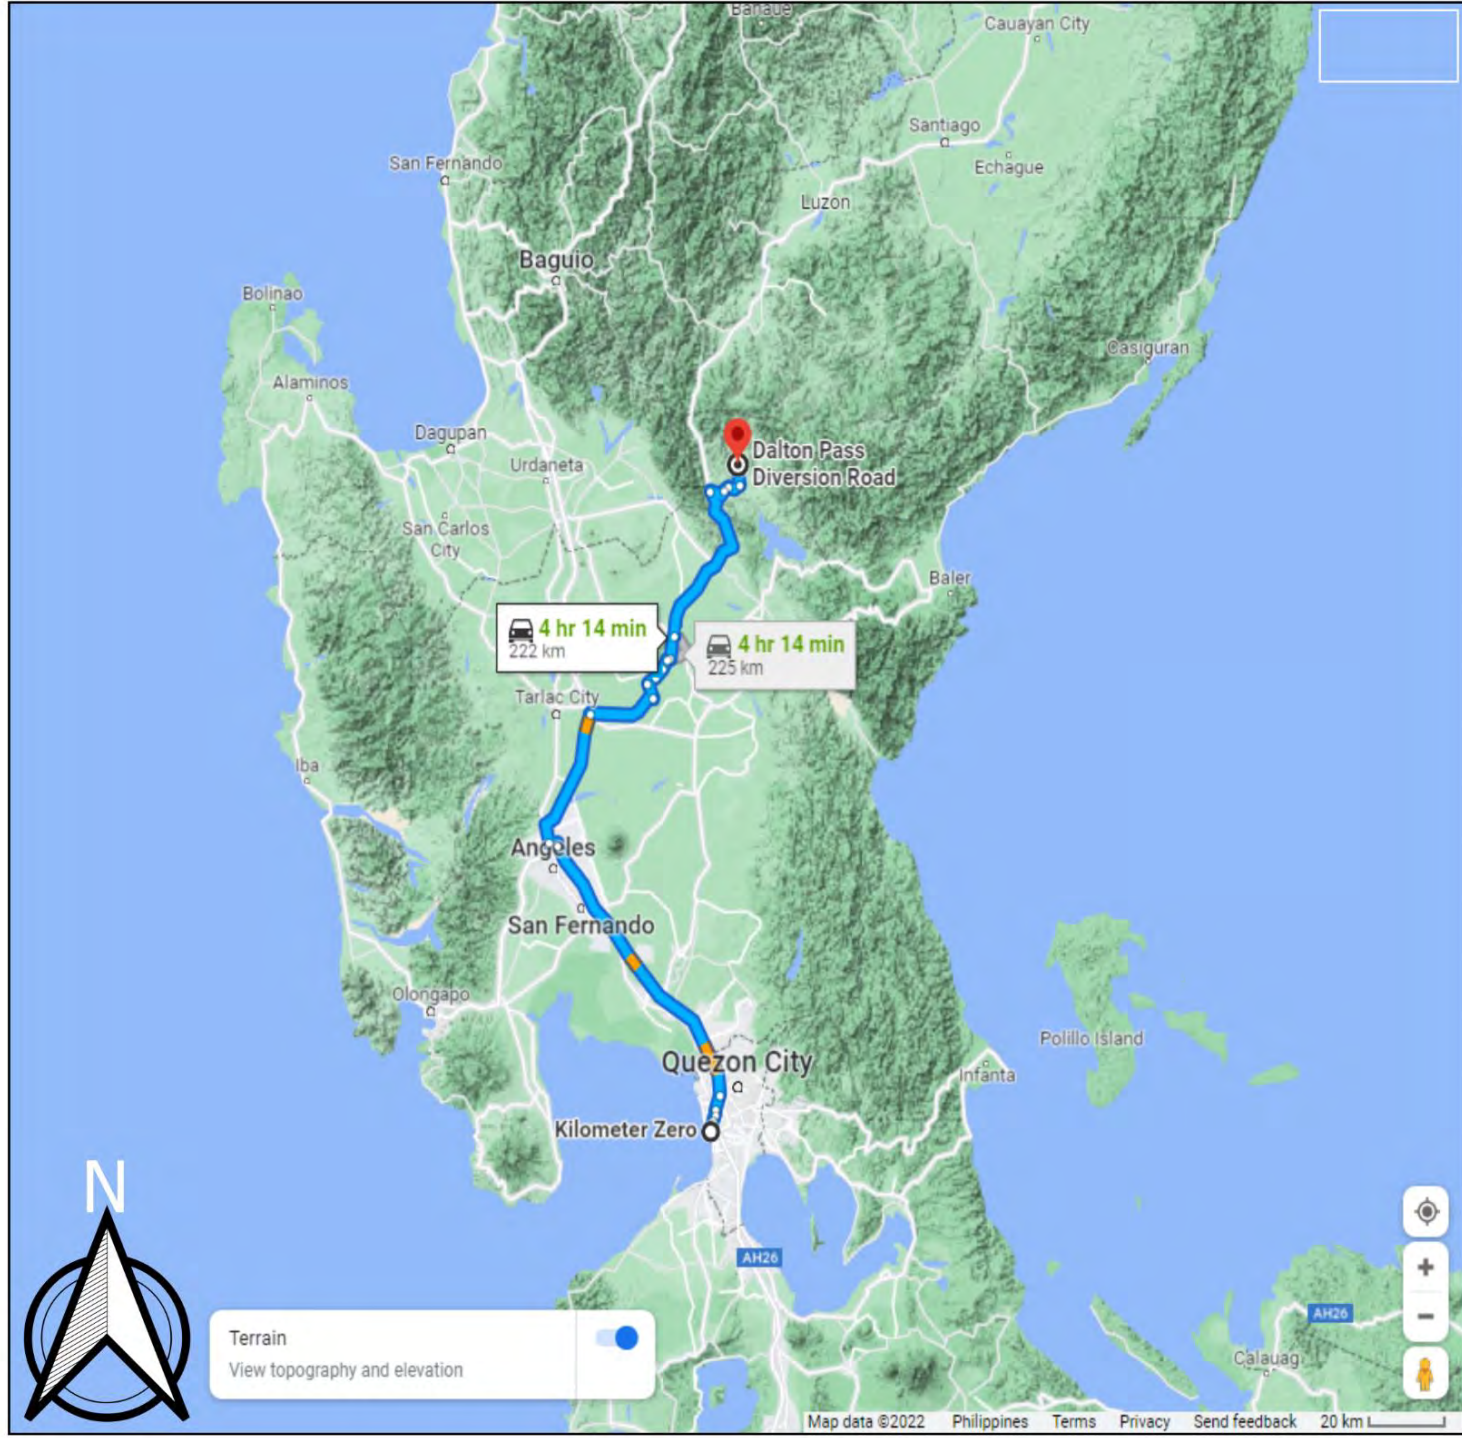 Banaue
Cauayan City
Santiago
San Fernando
Echague
Luzon
Baguio
Bolinao
Casiguran
Alaminos
Dagupan
Dalton Pass
Diversion Road
Urdaneta
San Carlos
City
Baler
4 hr 14 min
222 km
4 hr 14 min
225 km
Tarlac City
Iba
Angeles
San Fernando
Olongapo
Polillo Island
Quezon City
Infanta
Kilometer Zero
N
AH26
AH26
Terrain
View topography and elevation
Calauag
Map data ©2022 Philippines Terms Privacy Send feedback 20 km